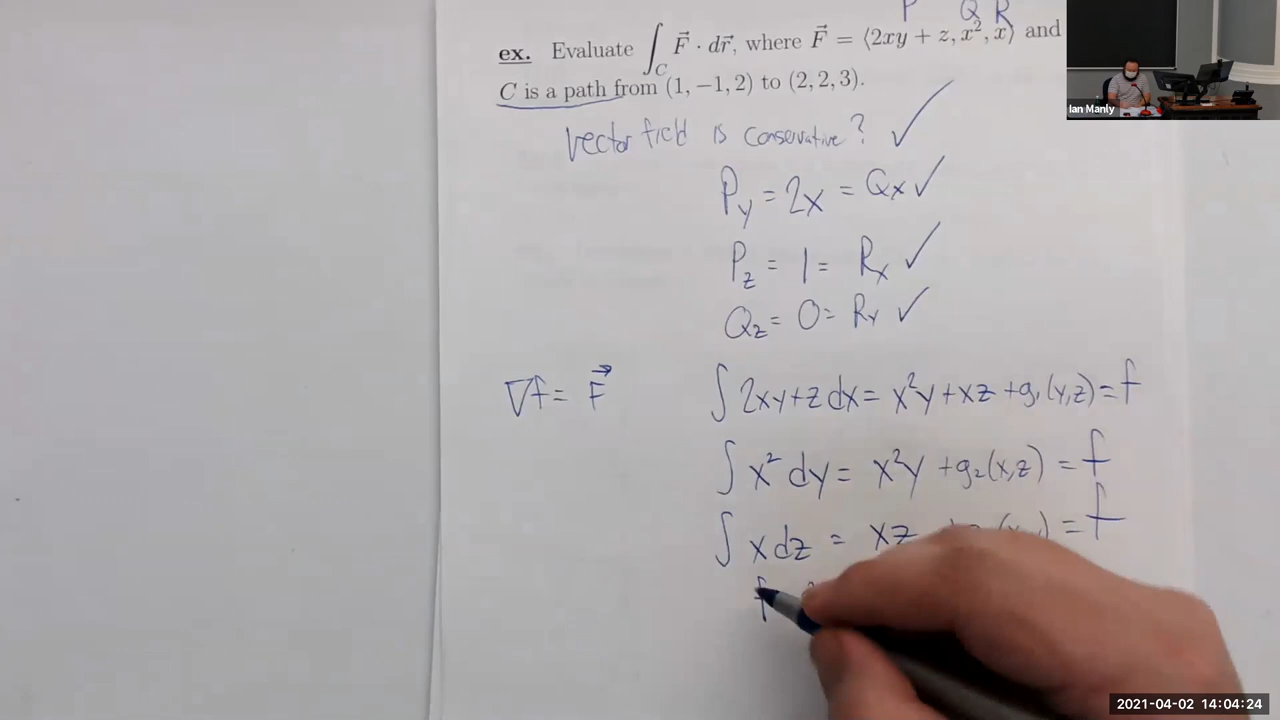 P Q R
ex. Evaluate ∫_C F⃗ · dr⃗, where F⃗ = ⟨2xy + z, x², x⟩ and
C is a path from (1, −1, 2) to (2, 2, 3).
Ian Manly
vector field is conservative? ✓
P_y = 2x = Q_x ✓
P_z = 1 = R_x ✓
Q_z = 0 = R_y ✓
∇f = F⃗ ∫ 2xy+z dx = x²y + xz + g₁(y,z) = f
∫ x² dy = x²y + g₂(x,z) = f
∫ x dz = xz = f
f
2021-04-02 14:04:24